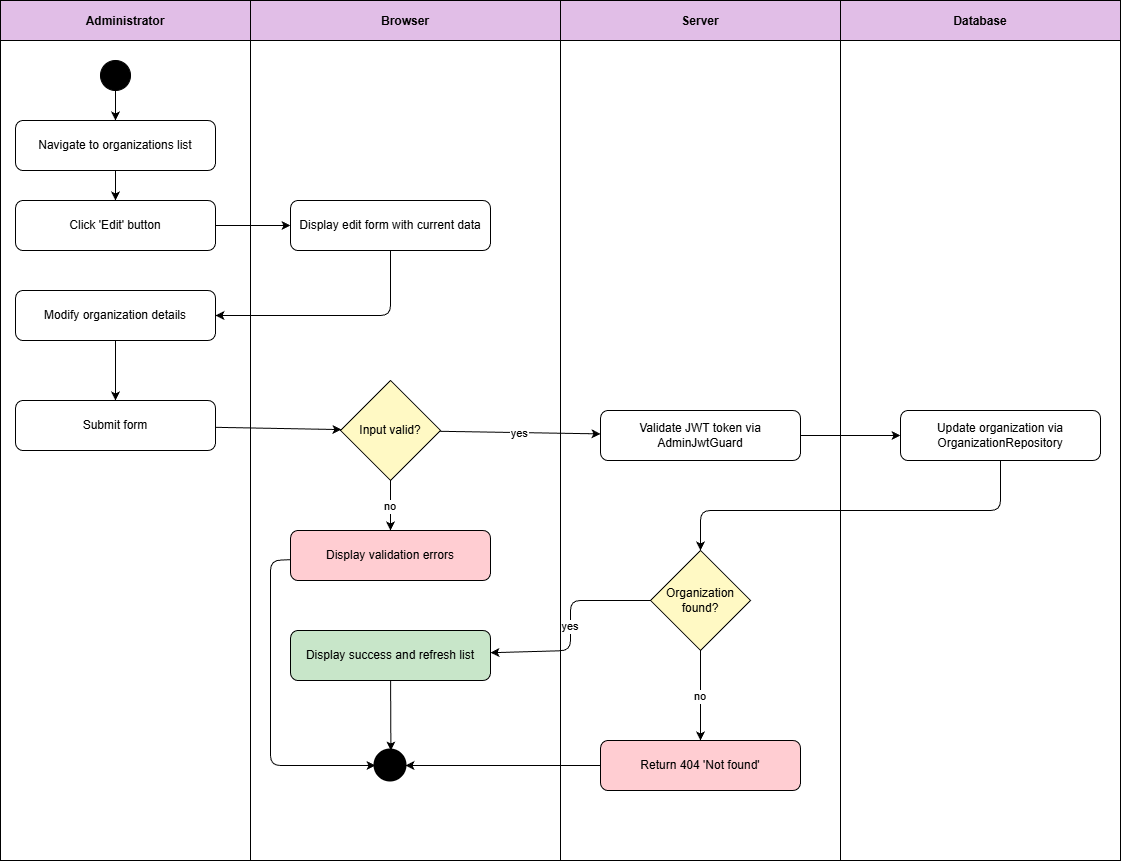 Administrator
Browser
Server
Database
Navigate to organizations list
Click 'Edit' button
Display edit form with current data
Modify organization details
Submit form
Input valid?
yes
Validate JWT token via
AdminJwtGuard
Update organization via
OrganizationRepository
no
Display validation errors
Organization
found?
yes
Display success and refresh list
no
Return 404 'Not found'